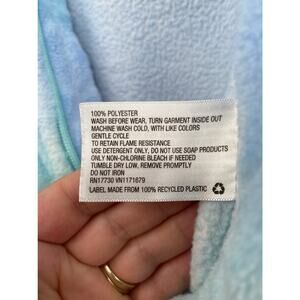 100% POLYESTER
WASH BEFORE WEAR, TURN GARMENT INSIDE OUT
MACHINE WASH COLD, WITH LIKE COLORS
GENTLE CYCLE
TO RETAIN FLAME RESISTANCE
USE DETERGENT ONLY, DO NOT USE SOAP PRODUCTS
ONLY NON-CHLORINE BLEACH IF NEEDED
TUMBLE DRY LOW, REMOVE PROMPTLY
DO NOT IRON
RN17730 VN1171679
LABEL MADE FROM 100% RECYCLED PLASTIC